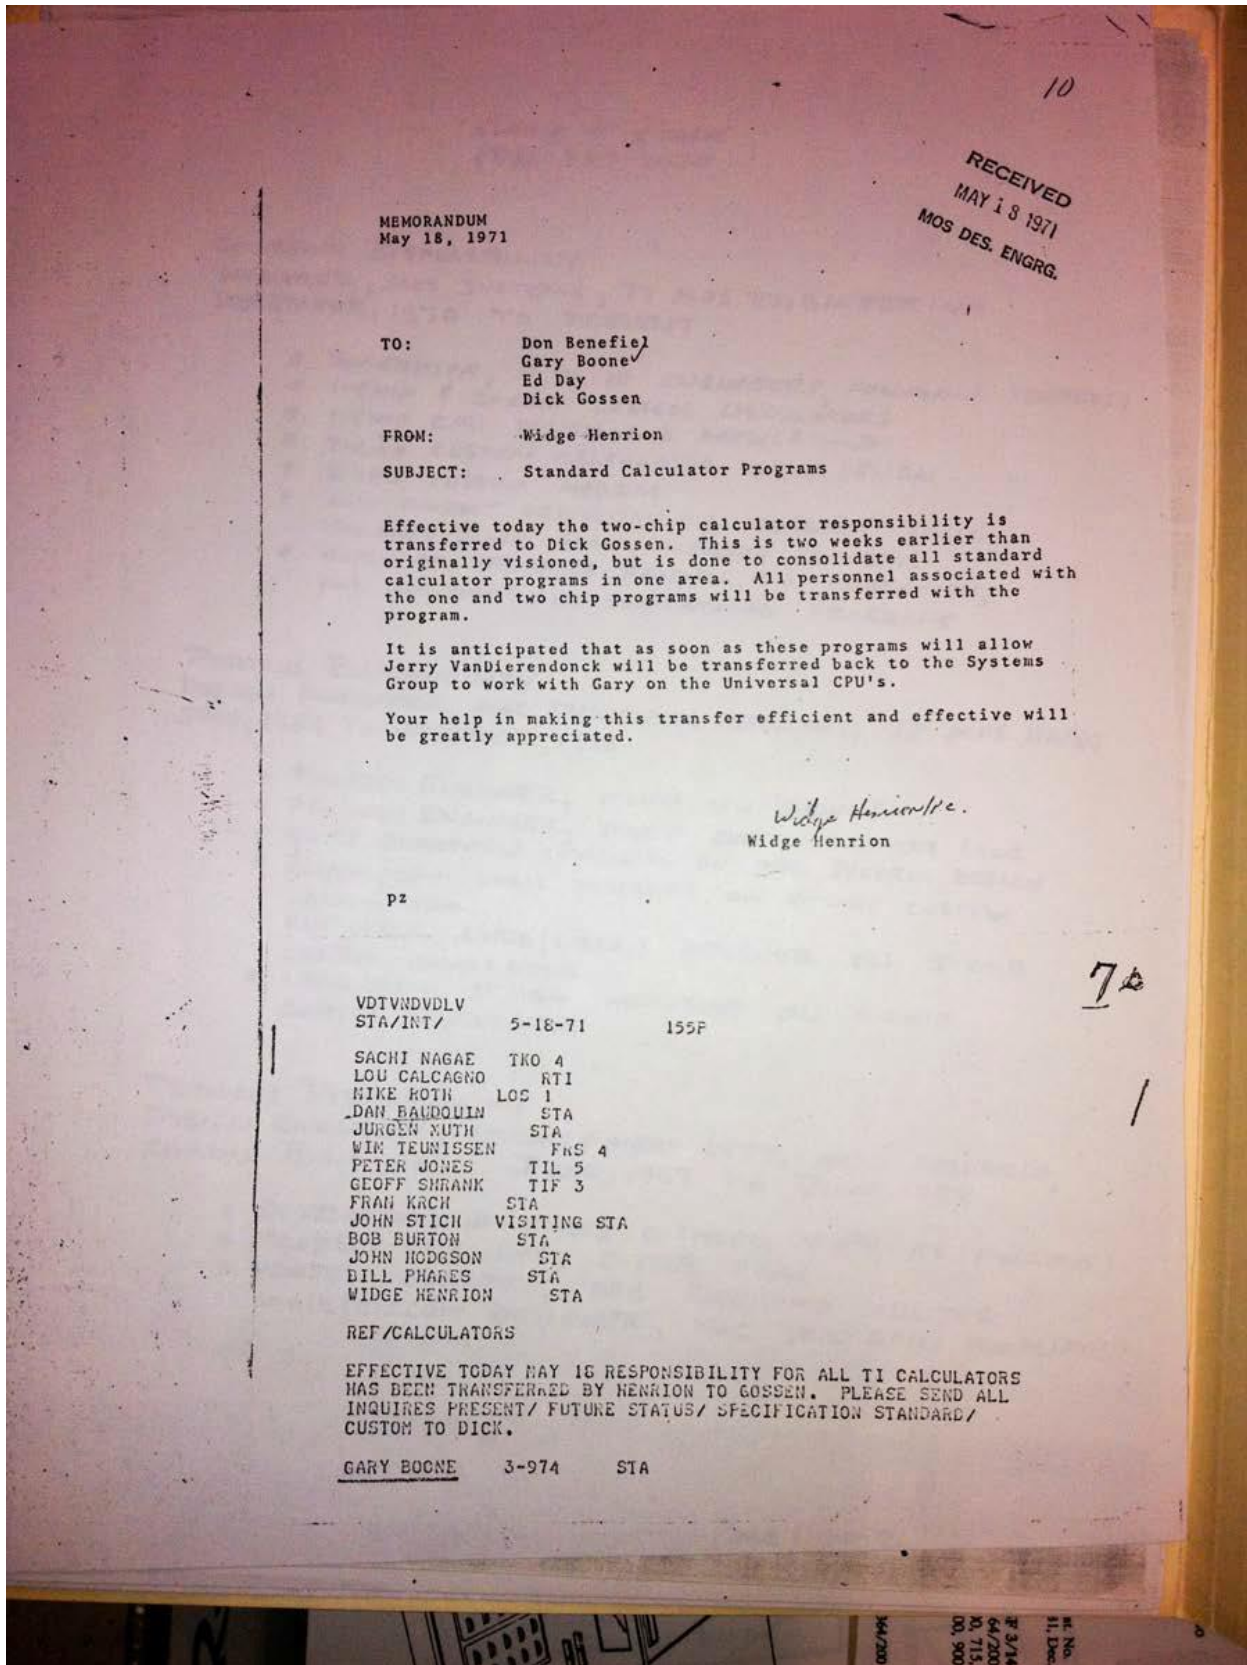 10
RECEIVED
MAY 18 1971
MOS DES. ENGRG.
MEMORANDUM
May 18, 1971
TO: Don Benefiel
Gary Boone ✓
Ed Day
Dick Gossen
FROM: Widge Henrion
SUBJECT: Standard Calculator Programs
Effective today the two-chip calculator responsibility is
transferred to Dick Gossen. This is two weeks earlier than
originally visioned, but is done to consolidate all standard
calculator programs in one area. All personnel associated with
the one and two chip programs will be transferred with the
program.
It is anticipated that as soon as these programs will allow
Jerry VanDierendonck will be transferred back to the Systems
Group to work with Gary on the Universal CPU's.
Your help in making this transfer efficient and effective will
be greatly appreciated.
Widge Henrion
Widge Henrion
pz
7
VDTVNDVDLV
STA/INT/ 5-18-71 155P
SACHI NAGAE TKO 4
LOU CALCAGNO RTI
MIKE ROTH LOS 1
DAN BAUDOUIN STA
JURGEN STA
WIM TEUNISSEN FRS 4
PETER JONES TIL 5
GEOFF SHRANK TIF 3
FRAN KRCH STA
JOHN STICH VISITING STA
BOB BURTON STA
JOHN HODGSON STA
BILL PHARES STA
WIDGE HENRION STA
REF/CALCULATORS
EFFECTIVE TODAY MAY 18 RESPONSIBILITY FOR ALL TI CALCULATORS
HAS BEEN TRANSFERRED BY HENRION TO GOSSEN. PLEASE SEND ALL
INQUIRES PRESENT/ FUTURE STATUS/ SPECIFICATION STANDARD/
CUSTOM TO DICK.
GARY BOONE 3-974 STA